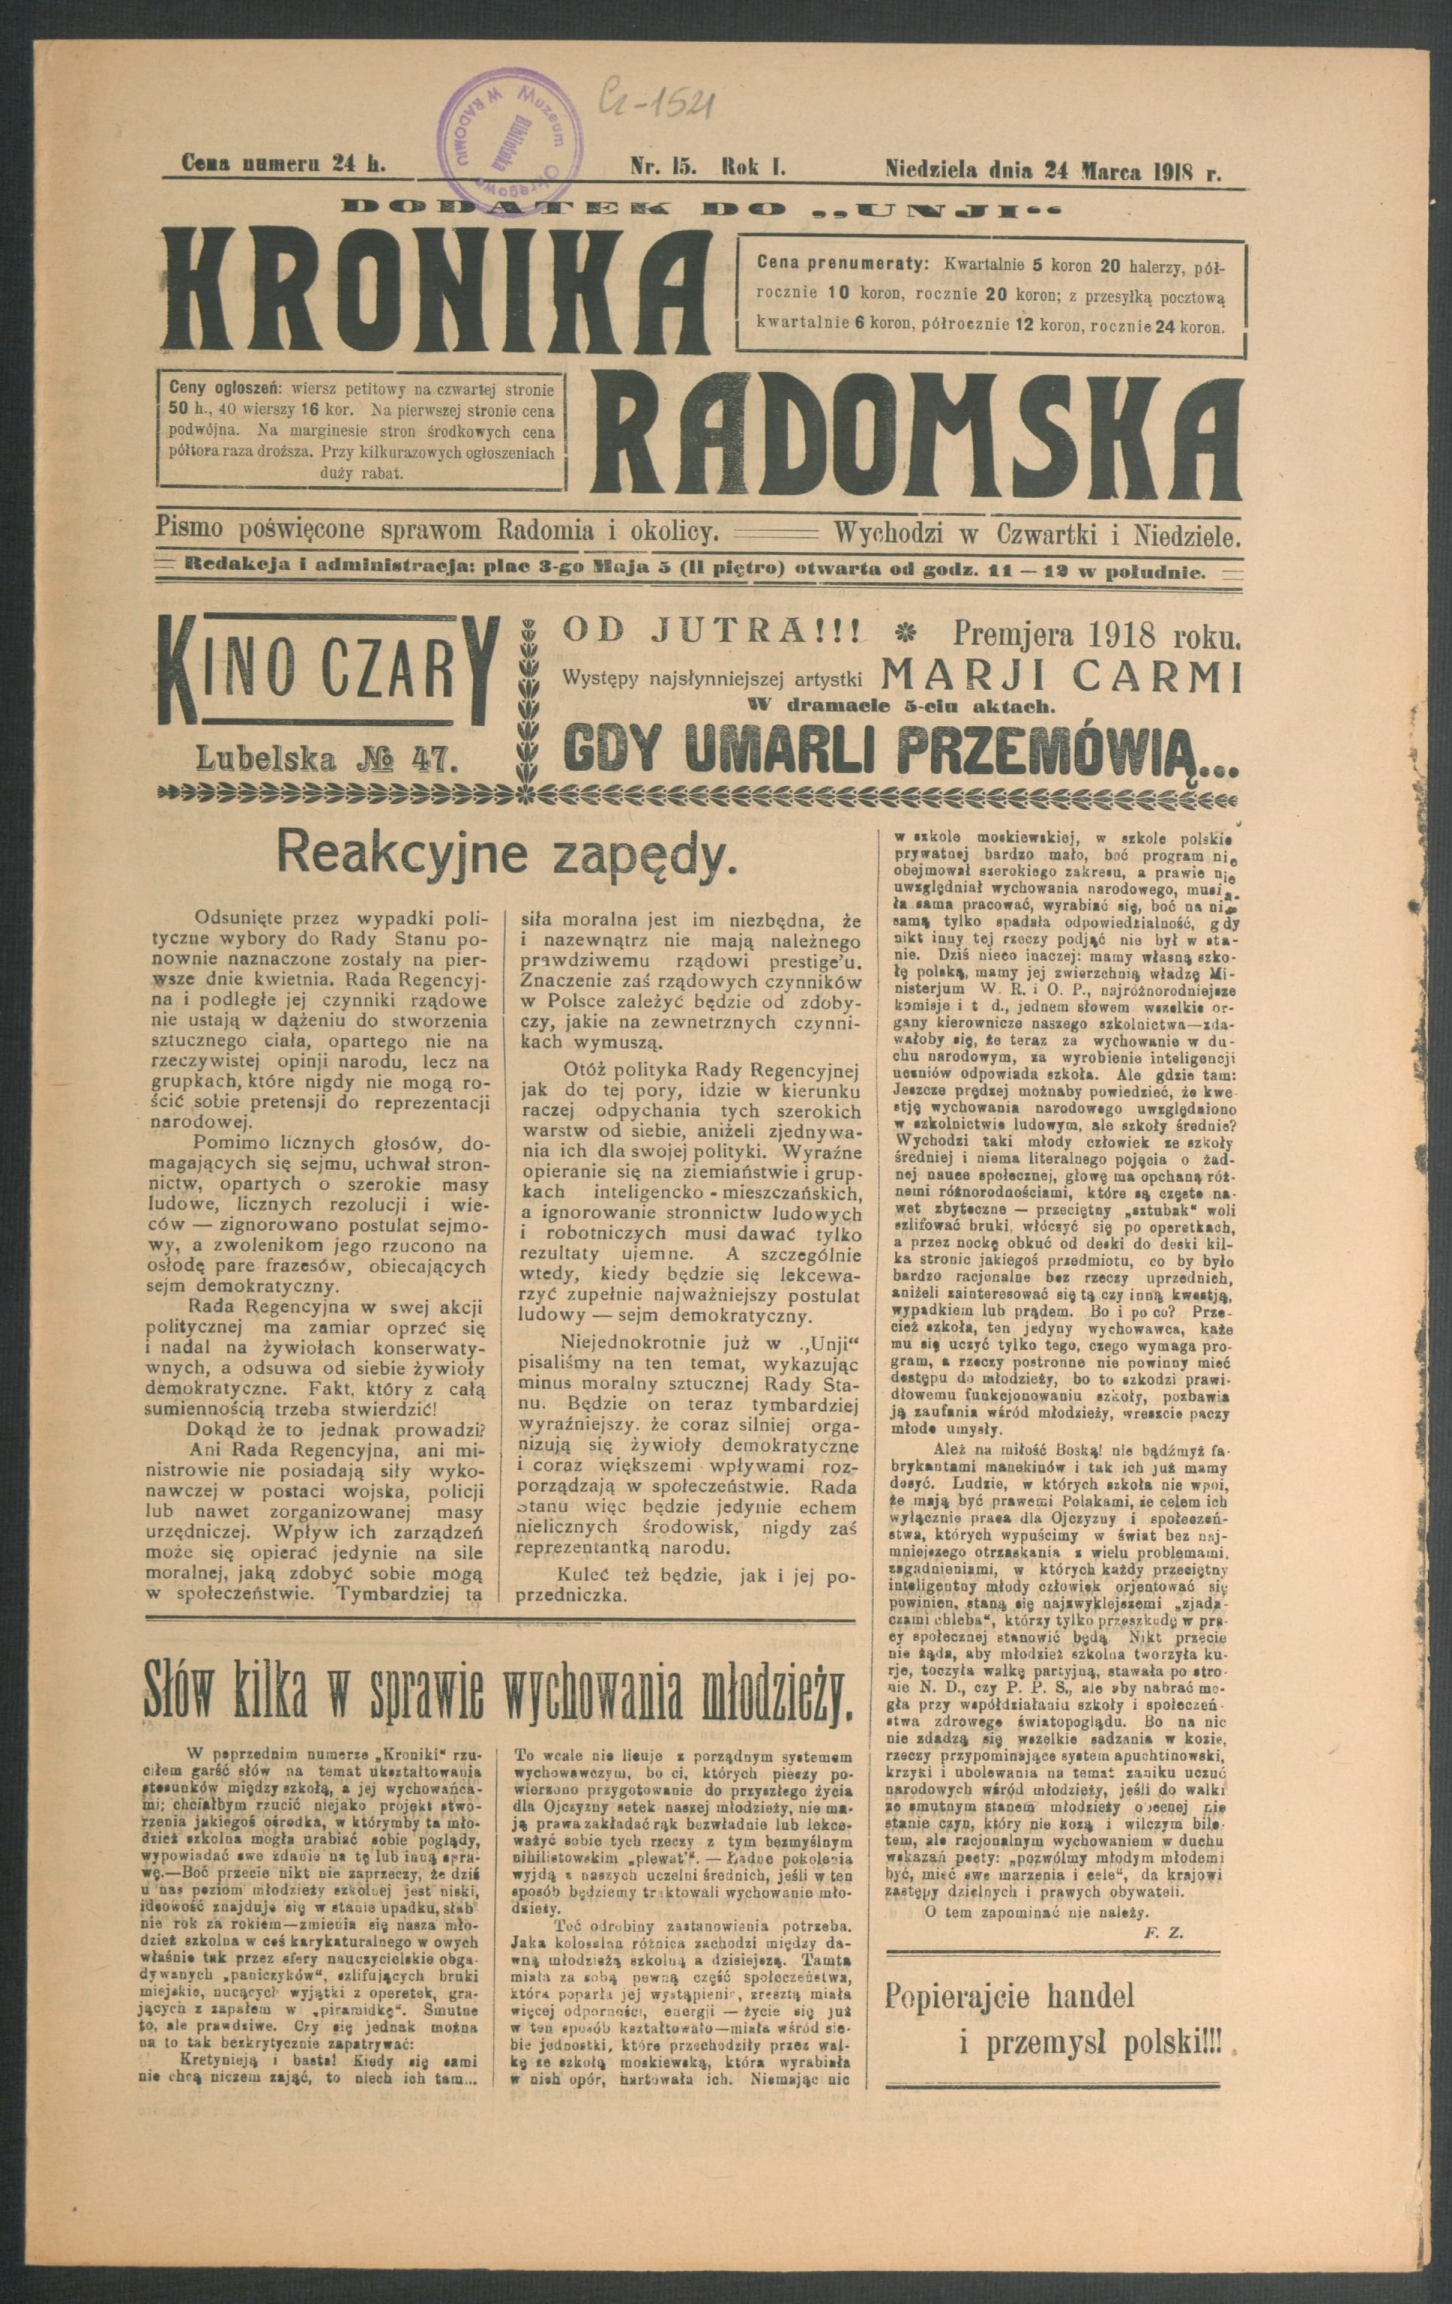 Cz-1521
Muzeum Okręgowe W RADOMIU
Biblioteka
Cena numeru 24 h.
Nr. 15. Rok I.
Niedziela dnia 24 Marca 1918 r.
DODATEK DO „UNJI“
KRONIKA
Cena prenumeraty: Kwartalnie 5 koron 20 halerzy, pół-
rocznie 10 koron, rocznie 20 koron; z przesyłką pocztową
kwartalnie 6 koron, półrocznie 12 koron, rocznie 24 koron.
Ceny ogłoszeń: wiersz petitowy na czwartej stronie
50 h., 40 wierszy 16 kor. Na pierwszej stronie cena
podwójna. Na marginesie stron środkowych cena
półtora raza droższa. Przy kilkurazowych ogłoszeniach
duży rabat.
RADOMSKA
Pismo poświęcone sprawom Radomia i okolicy.
Wychodzi w Czwartki i Niedziele.
Redakcja i administracja: plac 3-go Maja 5 (II piętro) otwarta od godz. 11 — 12 w południe.
KINO CZARY
Lubelska № 47.
OD JUTRA!!! * Premjera 1918 roku.
Występy najsłynniejszej artystki MARJI CARMI
W dramacie 5-ciu aktach.
GDY UMARLI PRZEMÓWIĄ...
Reakcyjne zapędy.
Odsunięte przez wypadki poli-
tyczne wybory do Rady Stanu po-
nownie naznaczone zostały na pier-
wsze dnie kwietnia. Rada Regencyj-
na i podległe jej czynniki rządowe
nie ustają w dążeniu do stworzenia
sztucznego ciała, opartego nie na
rzeczywistej opinji narodu, lecz na
grupkach, które nigdy nie mogą ro-
ścić sobie pretensji do reprezentacji
narodowej.
Pomimo licznych głosów, do-
magających się sejmu, uchwał stron-
nictw, opartych o szerokie masy
ludowe, licznych rezolucji i wie-
ców — zignorowano postulat sejmo-
wy, a zwolenikom jego rzucono na
osłodę pare frazesów, obiecających
sejm demokratyczny.
Rada Regencyjna w swej akcji
politycznej ma zamiar oprzeć się
i nadal na żywiołach konserwaty-
wnych, a odsuwa od siebie żywioły
demokratyczne. Fakt, który z całą
sumiennością trzeba stwierdzić!
Dokąd że to jednak prowadzi?
Ani Rada Regencyjna, ani mi-
nistrowie nie posiadają siły wyko-
nawczej w postaci wojska, policji
lub nawet zorganizowanej masy
urzędniczej. Wpływ ich zarządzeń
może się opierać jedynie na sile
moralnej, jaką zdobyć sobie mogą
w społeczeństwie. Tymbardziej ta
siła moralna jest im niezbędna, że
i nazewnątrz nie mają należnego
prawdziwemu rządowi prestige'u.
Znaczenie zaś rządowych czynników
w Polsce zależyć będzie od zdoby-
czy, jakie na zewnetrznych czynni-
kach wymuszą.
Otóż polityka Rady Regencyjnej
jak do tej pory, idzie w kierunku
raczej odpychania tych szerokich
warstw od siebie, aniżeli zjednywa-
nia ich dla swojej polityki. Wyraźne
opieranie się na ziemiaństwie i grup-
kach inteligencko - mieszczańskich,
a ignorowanie stronnictw ludowych
i robotniczych musi dawać tylko
rezultaty ujemne. A szczególnie
wtedy, kiedy będzie się lekcewa-
rzyć zupełnie najważniejszy postulat
ludowy — sejm demokratyczny.
Niejednokrotnie już w „Unji“
pisaliśmy na ten temat, wykazując
minus moralny sztucznej Rady Sta-
nu. Będzie on teraz tymbardziej
wyraźniejszy. że coraz silniej orga-
nizują się żywioły demokratyczne
i coraz większemi wpływami roz-
porządzają w społeczeństwie. Rada
Stanu więc będzie jedynie echem
nielicznych środowisk, nigdy zaś
reprezentantką narodu.
Kuleć też będzie, jak i jej po-
przedniczka.
Słów kilka w sprawie wychowania młodzieży.
W poprzednim numerze „Kroniki“ rzu-
ciłem garść słów na temat ukształtowania
stosunków między szkołą, a jej wychowańca-
mi; chciałbym rzucić niejako projekt stwo-
rzenia jakiegoś ośrodka, w którymby ta mło-
dzież szkolna mogła urabiać sobie poglądy,
wypowiadać swe zdanie na tę lub inną spra-
wę.—Boć przecie nikt nie zaprzeczy, że dziś
u nas poziom młodzieży szkolnej jest niski,
ideowość znajduje się w stanie upadku, słab
nie rok za rokiem—zmienia się nasza mło-
dzież szkolna w coś karykaturalnego w owych
właśnie tak przez sfery nauczycielskie obga-
dywanych „paniczyków“, szlifujących bruki
miejskie, nucących wyjątki z operetek, gra-
jących z zapałem w „piramidkę“. Smutne
to, ale prawdziwe. Czy się jednak można
na to tak bezkrytycznie zapatrywać:
Kretynieją i basta! Kiedy się sami
nie chcą niczem zająć, to niech ich tam...
To wcale nie licuje z porządnym systemem
wychowawczym, bo ci, których pieczy po-
wierzono przygotowanie do przyszłego życia
dla Ojczyzny setek naszej młodzieży, nie ma-
ją prawa zakładać rąk bezwładnie lub lekce-
ważyć sobie tych rzeczy z tym bezmyślnym
nihilistowskim „plewat'“. — Ładne pokolenia
wyjdą z naszych uczelni średnich, jeśli w ten
sposób będziemy traktowali wychowanie mło-
dzieży.
Toć odrobiny zastanowienia potrzeba.
Jaka kolosalna różnica zachodzi między da-
wną młodzieżą szkolną a dzisiejszą. Tamta
miała za sobą pewną część społeczeństwa,
która poparła jej wystąpienia, zresztą miała
więcej odporności, energii — życie się już
w ten sposób kształtowało—miała wśród sie-
bie jednostki, które przechodziły przez wal-
kę ze szkołą moskiewską, która wyrabiała
w nich opór, hartowała ich. Niemając nic
w szkole moskiewskiej, w szkole polskie
prywatnej bardzo mało, boć program nie
obejmował szerokiego zakresu, a prawie nie
uwzględniał wychowania narodowego, musia-
ła sama pracować, wyrabiać się, boć na nią
samą tylko spadała odpowiedzialność, gdy
nikt inny tej rzeczy podjąć nie był w sta-
nie. Dziś nieco inaczej: mamy własną szko-
łę polską, mamy jej zwierzchnią władzę Mi-
nisterjum W. R. i O. P., najróżnorodniejsze
komisje i t d., jednem słowem wszelkie or-
gany kierownicze naszego szkolnictwa—zda-
wałoby się, że teraz za wychowanie w du-
chu narodowym, za wyrobienie inteligencji
uczniów odpowiada szkoła. Ale gdzie tam:
Jeszcze prędzej możnaby powiedzieć, że kwe-
stję wychowania narodowego uwzględniono
w szkolnictwie ludowym, ale szkoły średnie?
Wychodzi taki młody człowiek ze szkoły
średniej i niema literalnego pojęcia o żad-
nej nauce społecznej, głowę ma opchaną róż-
nemi różnorodnościami, które są częste na-
wet zbyteczne — przeciętny „sztubak“ woli
szlifować bruki, włóczyć się po operetkach,
a przez nockę obkuć od deski do deski kil-
ka stronic jakiegoś przedmiotu, co by było
bardzo racjonalne bez rzeczy uprzednich,
aniżeli zainteresować się tą czy inną kwestją,
wypadkiem lub prądem. Bo i po co? Prze-
cież szkoła, ten jedyny wychowawca, każe
mu się uczyć tylko tego, czego wymaga pro-
gram, a rzeczy postronne nie powinny mieć
dostępu do młodzieży, bo to szkodzi prawi-
dłowemu funkcjonowaniu szkoły, pozbawia
ją zaufania wśród młodzieży, wreszcie paczy
młode umysły.
Ależ na miłość Boską! nie bądźmyż fa-
brykantami manekinów i tak ich już mamy
dosyć. Ludzie, w których szkoła nie wpoi,
że mają być prawemi Polakami, że celem ich
wyłącznie praca dla Ojczyzny i społeczeń-
stwa, których wypuścimy w świat bez naj-
mniejszego otrzaskania z wielu problemami,
zagadnieniami, w których każdy przeciętny
inteligentny młody człowiek orjentować się
powinien, staną się najzwyklejszemi „zjada-
czami chleba“, którzy tylko przeszkodę w pra-
cy społecznej stanowić będą Nikt przecie
nie żąda, aby młodzież szkolna tworzyła ku-
rje, toczyła walkę partyjną, stawała po stro-
nie N. D., czy P. P. S., ale aby nabrać mo-
gła przy współdziałaniu szkoły i społeczeń-
stwa zdrowego światopoglądu. Bo na nic
nie zdadzą się wszelkie sadzania w kozie,
rzeczy przypominające system apuchtinowski,
krzyki i ubolewania na temat zaniku uczuć
narodowych wśród młodzieży, jeśli do walki
ze smutnym stanem młodzieży obecnej nie
stanie czyn, który nie kozą i wilczym bile-
tem, ale racjonalnym wychowaniem w duchu
wskazań poety: „pozwólmy młodym młodemi
być, mieć swe marzenia i cele“, da krajowi
zastępy dzielnych i prawych obywateli.
O tem zapominać nie należy.
F. Z.
Popierajcie handel
i przemysł polski!!!